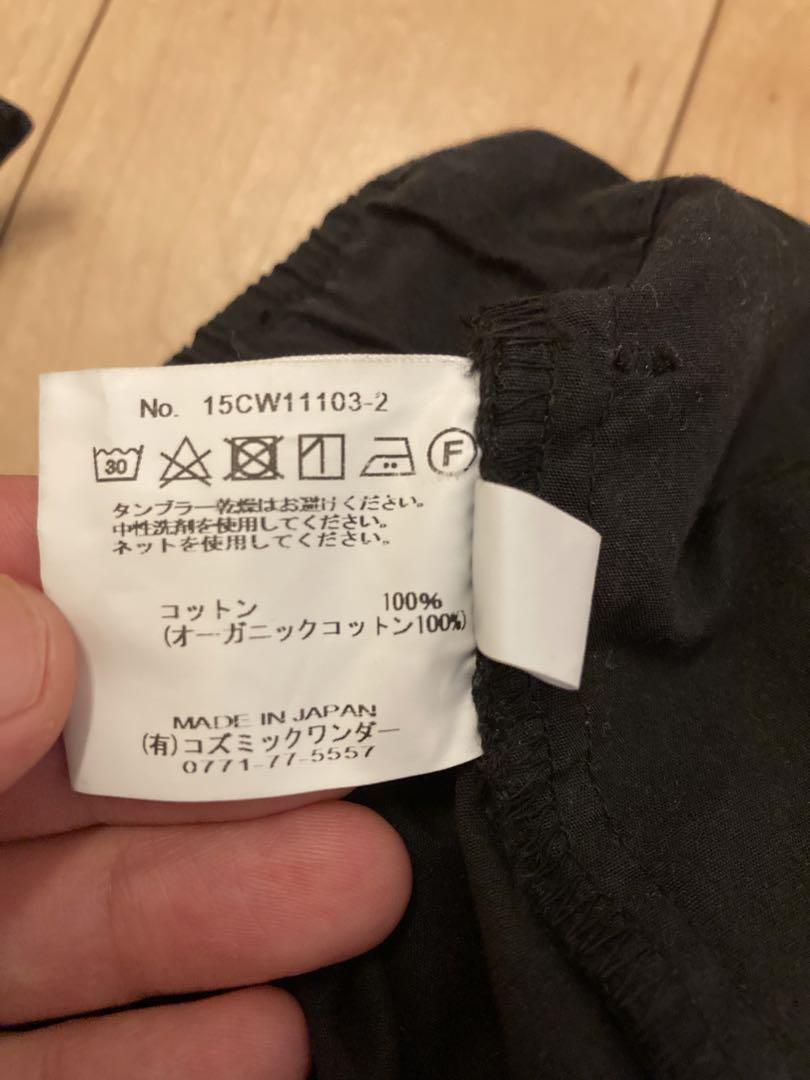 No. 15CW11103-2
30 F
タンブラー乾燥はお避けください。
中性洗剤を使用してください。
ネットを使用してください。
コットン 100%
(オーガニックコットン100%)
MADE IN JAPAN
(有)コズミックワンダー
0771-77-5557